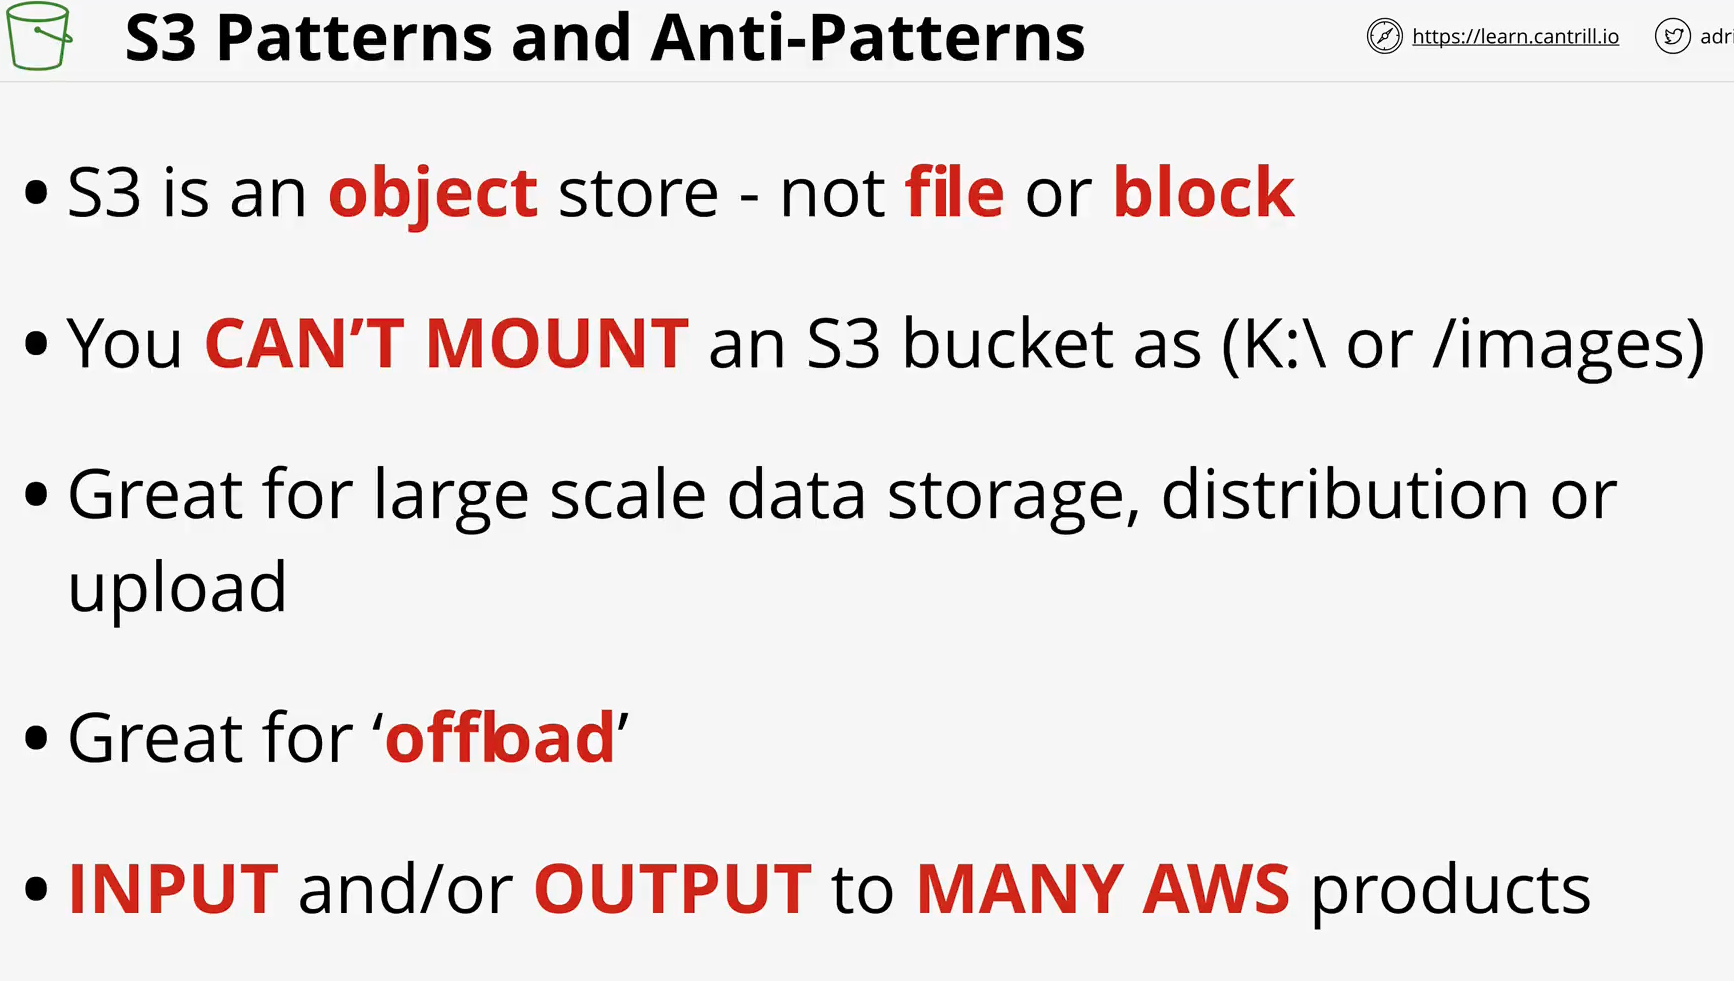 S3 Patterns and Anti-Patterns
https://learn.cantrill.io
adri
• S3 is an object store - not file or block
• You CAN’T MOUNT an S3 bucket as (K:\ or /images)
• Great for large scale data storage, distribution or
upload
• Great for ‘offload’
• INPUT and/or OUTPUT to MANY AWS products